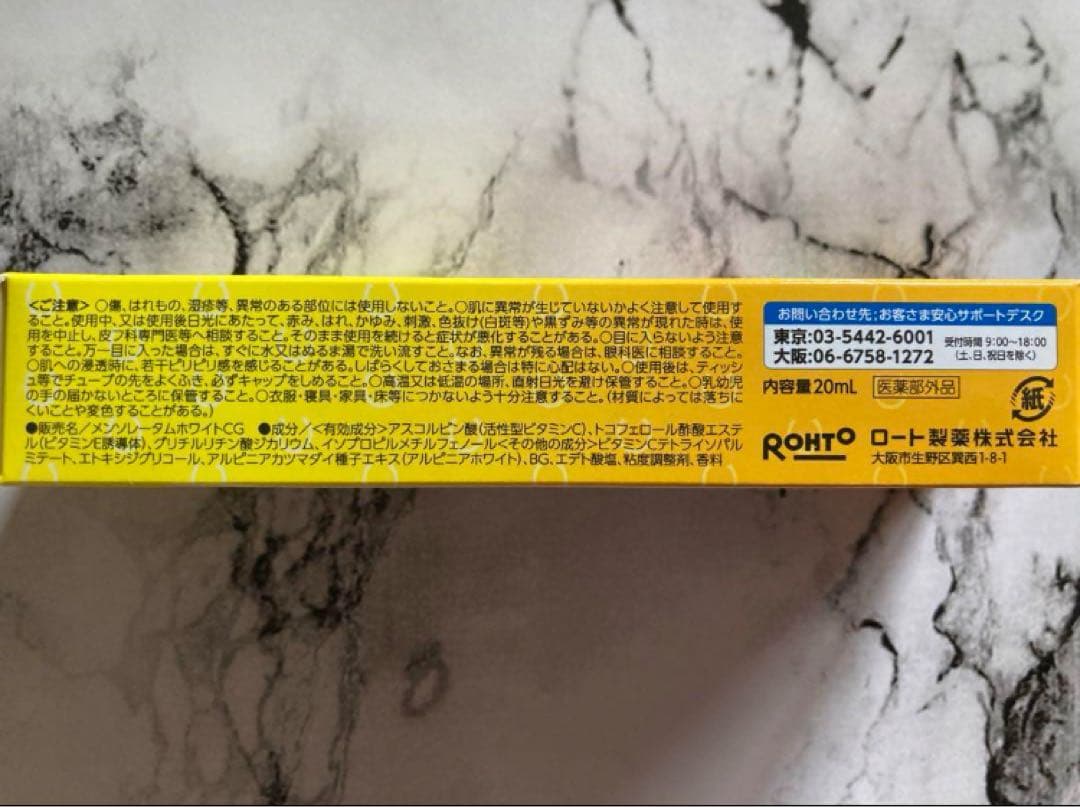 <ご注意> ○傷、はれもの、湿疹等、異常のある部位には使用しないこと。○肌に異常が生じていないかよく注意して使用す
ること。使用中、又は使用後日光にあたって、赤み、はれ、かゆみ、刺激、色抜け(白斑等)や黒ずみ等の異常が現れた時は、使
用を中止し、皮フ科専門医等へ相談すること。そのまま使用を続けると症状が悪化することがある。○目に入らないよう注意
すること。万一目に入った場合は、すぐに水又はぬるま湯で洗い流すこと。なお、異常が残る場合は、眼科医に相談すること。
○肌への浸透時に、若干ピリピリ感を感じることがある。しばらくしておさまる場合は特に心配はない。○使用後は、ティッシ
ュ等でチューブの先をよくふき、必ずキャップをしめること。○高温又は低温の場所、直射日光を避け保管すること。○乳幼児
の手の届かないところに保管すること。○衣服・寝具・家具・床等につかないよう十分注意すること。(材質によっては落ちに
くいことや変色することがある。)
●販売名/メンソレータムホワイトCG ●成分/<有効成分>アスコルビン酸(活性型ビタミンC)、トコフェロール酢酸エステ
ル(ビタミンE誘導体)、グリチルリチン酸ジカリウム、イソプロピルメチルフェノール<その他の成分>ビタミンCテトライソパル
ミテート、エトキシジグリコール、アルピニアカツマダイ種子エキス(アルピニアホワイト)、BG、エデト酸塩、粘度調整剤、香料
お問い合わせ先:お客さま安心サポートデスク
東京:03-5442-6001 受付時間 9:00~18:00
大阪:06-6758-1272 (土、日、祝日を除く)
内容量20mL 医薬部外品
紙
ROHTO ロート製薬株式会社
大阪市生野区巽西1-8-1